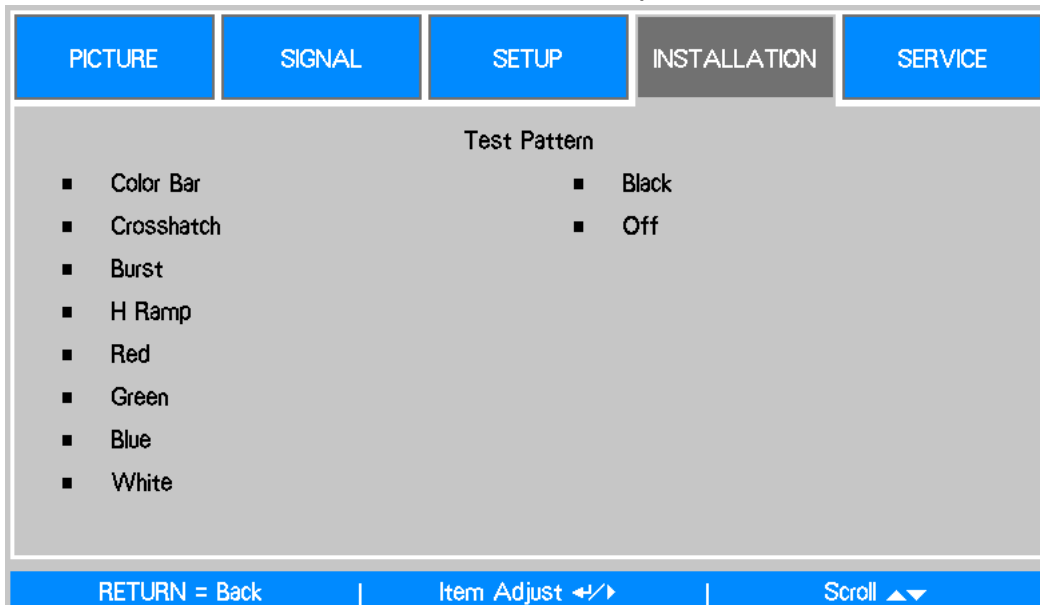 PICTURE SIGNAL SETUP INSTALLATION SERVICE
Test Pattern
Color Bar
Crosshatch
Burst
H Ramp
Red
Green
Blue
White
Black
Off
RETURN = Back | Item Adjust ↵/▶ | Scroll ▲▼